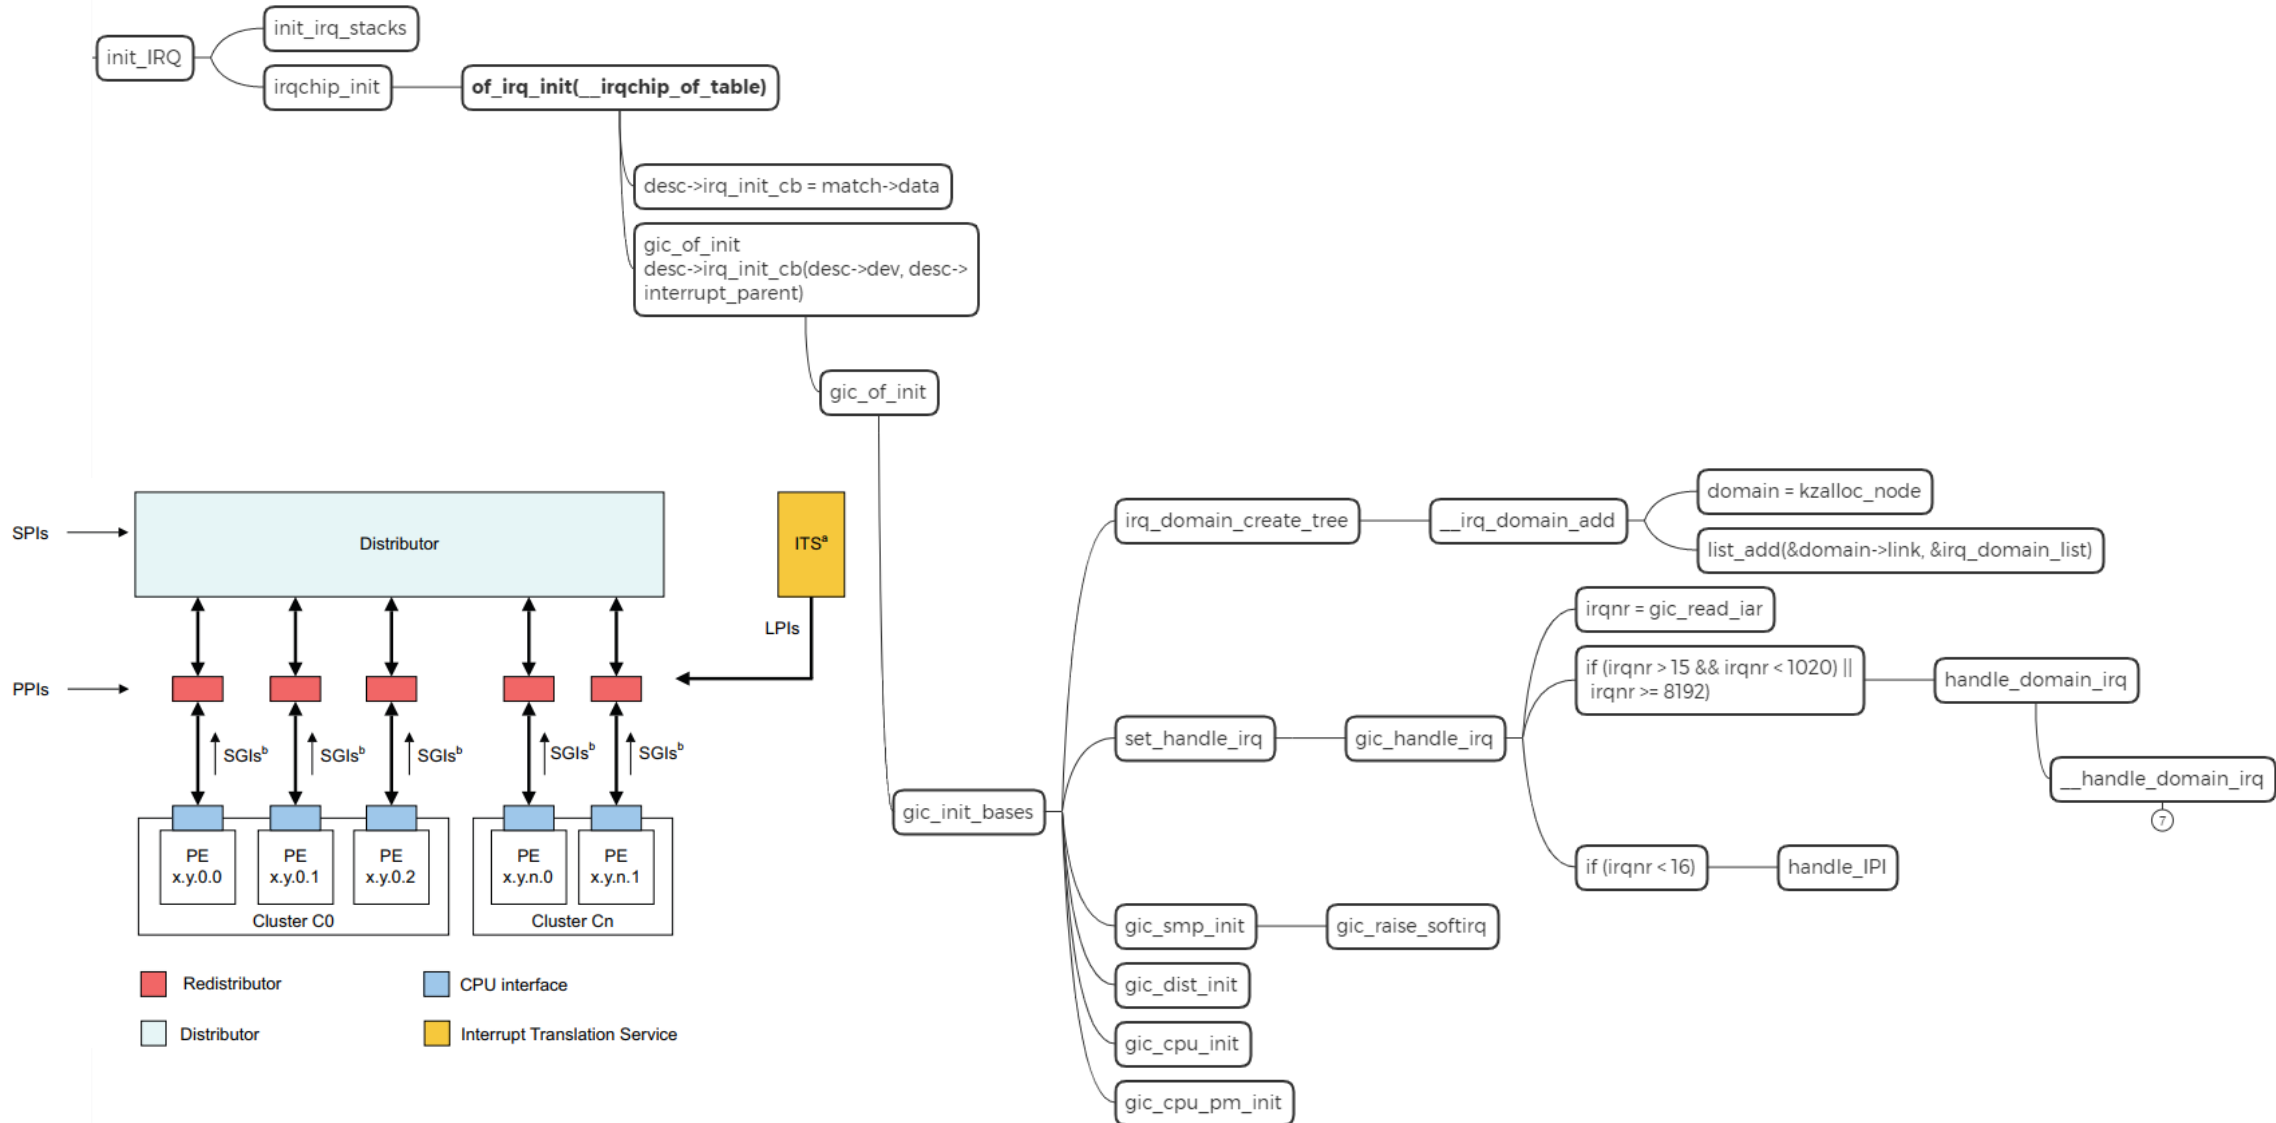 init_IRQ
init_irq_stacks
irqchip_init
of_irq_init(__irqchip_of_table)
desc->irq_init_cb = match->data
gic_of_init
desc->irq_init_cb(desc->dev, desc->
interrupt_parent)
gic_of_init
gic_init_bases
irq_domain_create_tree
__irq_domain_add
domain = kzalloc_node
list_add(&domain->link, &irq_domain_list)
set_handle_irq
gic_handle_irq
irqnr = gic_read_iar
if (irqnr > 15 && irqnr < 1020) ||
irqnr >= 8192)
handle_domain_irq
__handle_domain_irq
7
if (irqnr < 16)
handle_IPI
gic_smp_init
gic_raise_softirq
gic_dist_init
gic_cpu_init
gic_cpu_pm_init
SPIs
Distributor
ITSa
LPIs
PPIs
SGIsb
SGIsb
SGIsb
SGIsb
SGIsb
PE
x.y.0.0
PE
x.y.0.1
PE
x.y.0.2
PE
x.y.n.0
PE
x.y.n.1
Cluster C0
Cluster Cn
Redistributor
CPU interface
Distributor
Interrupt Translation Service